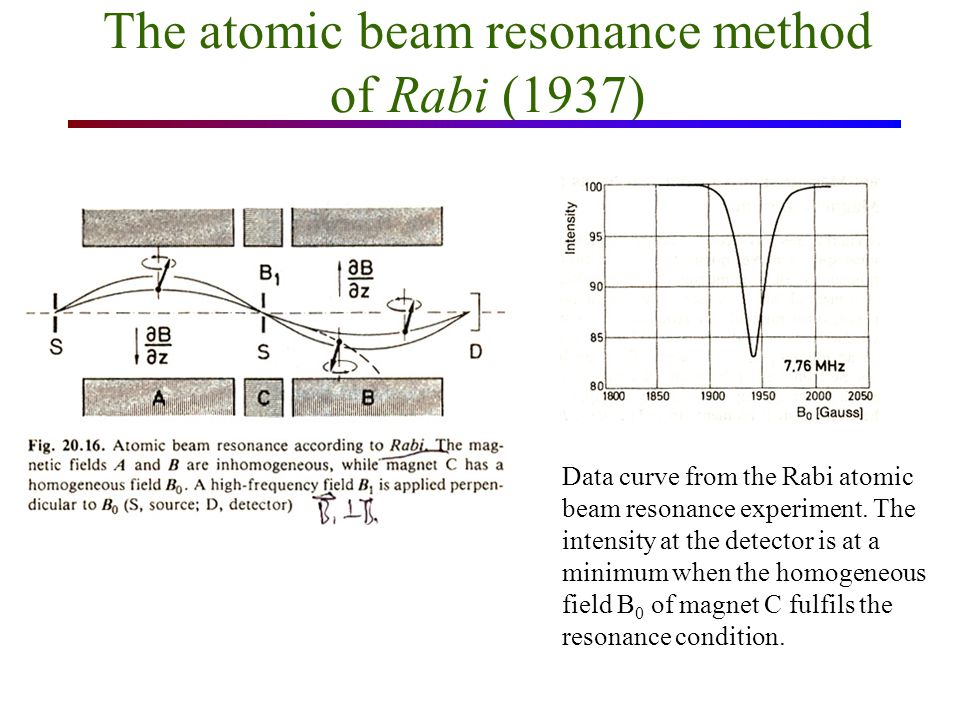 The atomic beam resonance method
of Rabi (1937)
B₁
∂B
∂z
S
∂B
∂z
S
D
A
C
B
Fig. 20.16. Atomic beam resonance according to Rabi. The mag-
netic fields A and B are inhomogeneous, while magnet C has a
homogeneous field B₀. A high-frequency field B₁ is applied perpen-
dicular to B₀ (S, source; D, detector)
Intensity
100
95
90
85
80
7.76 MHz
1800 1850 1900 1950 2000 2050
B₀ [Gauss]
Data curve from the Rabi atomic
beam resonance experiment. The
intensity at the detector is at a
minimum when the homogeneous
field B₀ of magnet C fulfils the
resonance condition.